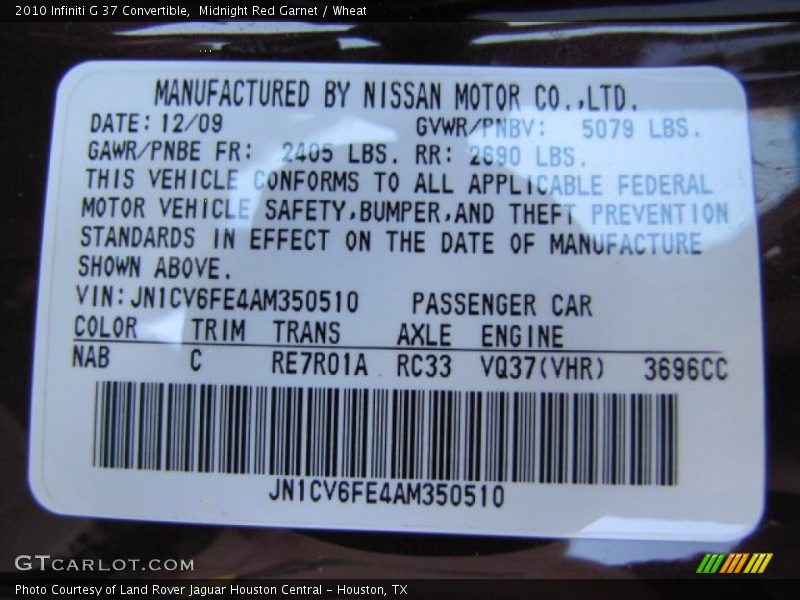 2010 Infiniti G 37 Convertible,  Midnight Red Garnet / Wheat
MANUFACTURED BY NISSAN MOTOR CO.,LTD.
DATE: 12/09 GVWR/PNBV: 5079 LBS.
GAWR/PNBE FR: 2405 LBS. RR: 2690 LBS.
THIS VEHICLE CONFORMS TO ALL APPLICABLE FEDERAL
MOTOR VEHICLE SAFETY,BUMPER,AND THEFT PREVENTION
STANDARDS IN EFFECT ON THE DATE OF MANUFACTURE
SHOWN ABOVE.
VIN: JN1CV6FE4AM350510 PASSENGER CAR
COLOR TRIM TRANS AXLE ENGINE
NAB C RE7R01A RC33 VQ37(VHR) 3696CC
JN1CV6FE4AM350510
GTCARLOT.COM
Photo Courtesy of Land Rover Jaguar Houston Central - Houston, TX